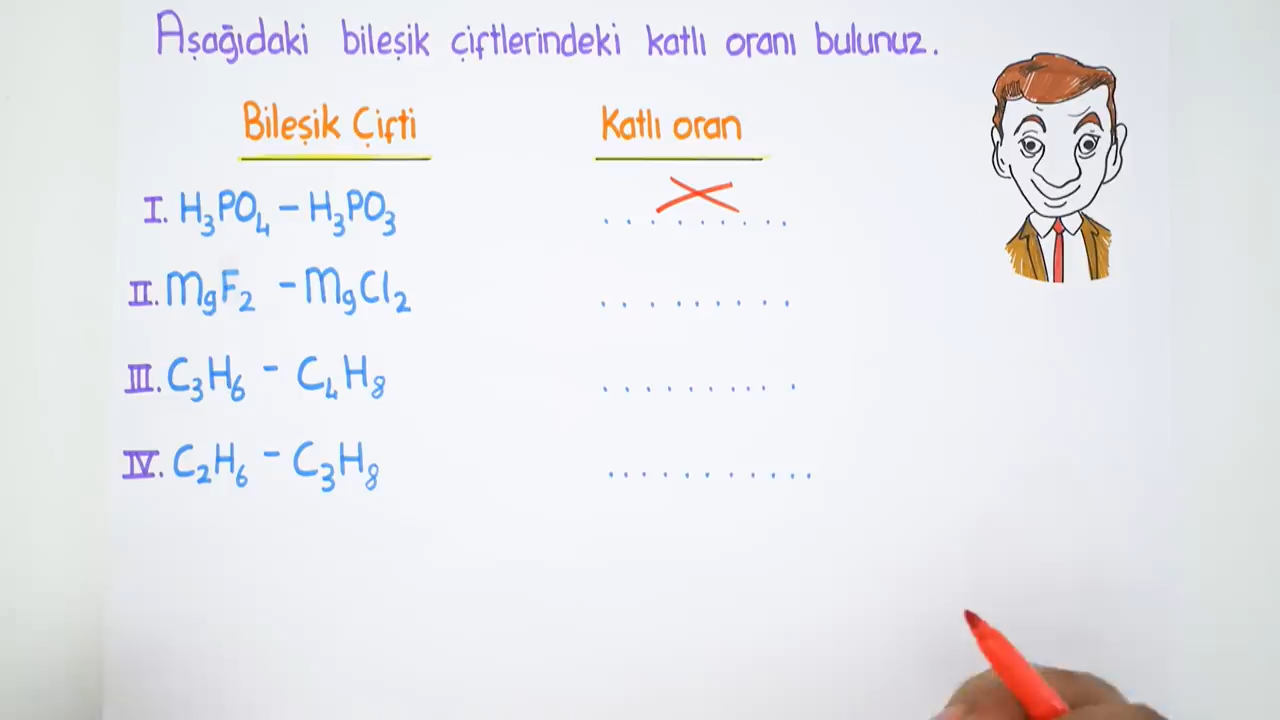 Aşağıdaki bileşik çiftlerindeki katlı oranı bulunuz.
Bileşik Çifti Katlı oran
I. H₃PO₄ - H₃PO₃ .........
II. MgF₂ - MgCl₂ .........
III. C₃H₆ - C₄H₈ .........
IV. C₂H₆ - C₃H₈ ...........